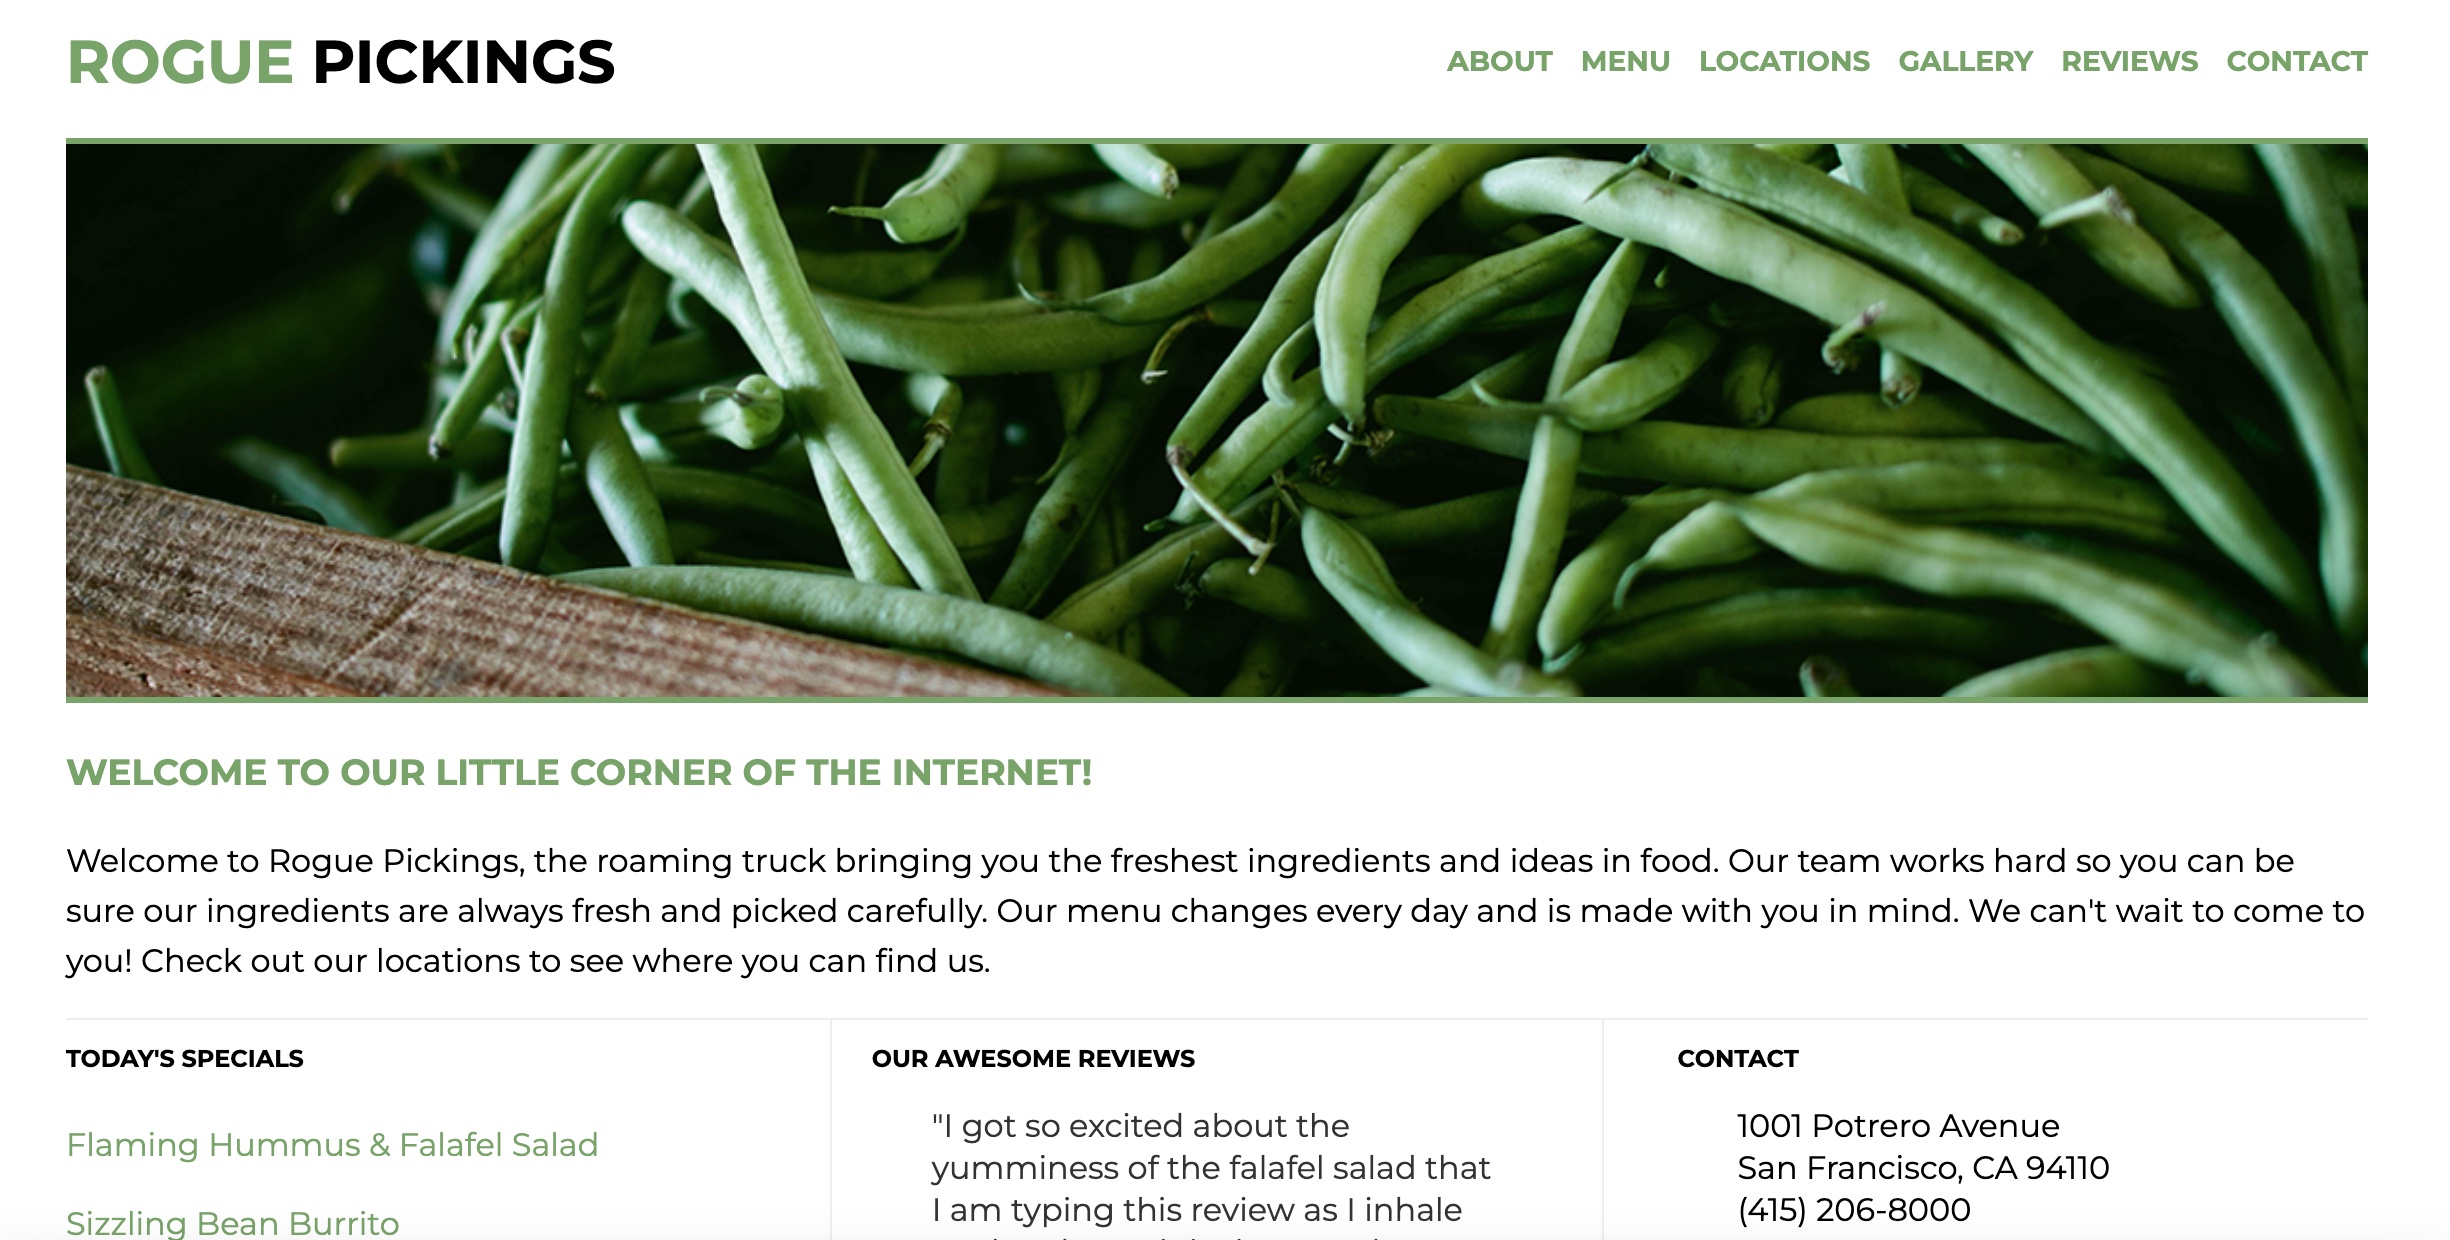 ROGUE PICKINGS
ABOUT MENU LOCATIONS GALLERY REVIEWS CONTACT
WELCOME TO OUR LITTLE CORNER OF THE INTERNET!
Welcome to Rogue Pickings, the roaming truck bringing you the freshest ingredients and ideas in food. Our team works hard so you can be
sure our ingredients are always fresh and picked carefully. Our menu changes every day and is made with you in mind. We can't wait to come to
you! Check out our locations to see where you can find us.
TODAY'S SPECIALS
Flaming Hummus & Falafel Salad
Sizzling Bean Burrito
OUR AWESOME REVIEWS
"I got so excited about the
yumminess of the falafel salad that
I am typing this review as I inhale
CONTACT
1001 Potrero Avenue
San Francisco, CA 94110
(415) 206-8000